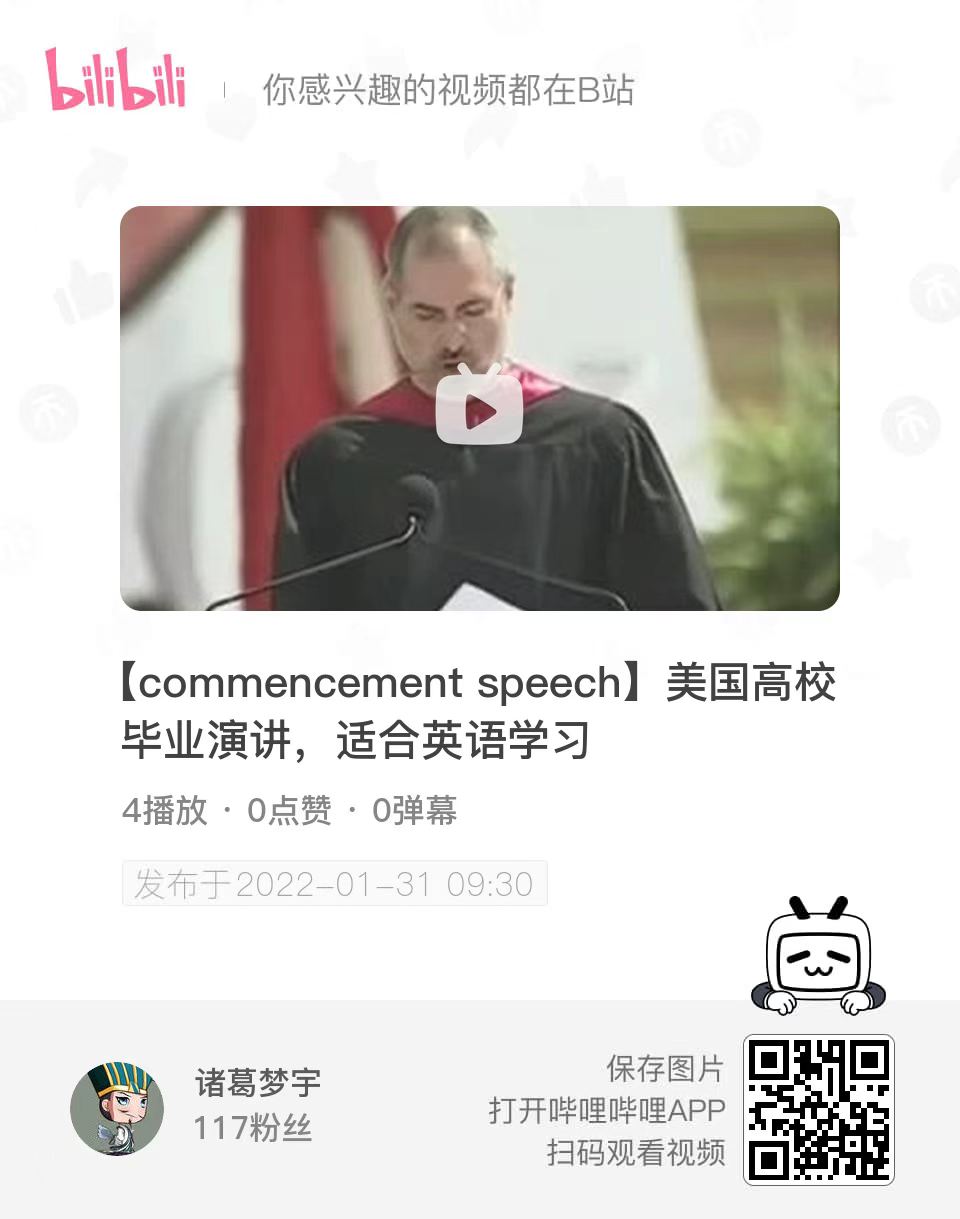 bilibili
你感兴趣的视频都在B站
【commencement speech】美国高校
毕业演讲，适合英语学习
4播放 · 0点赞 · 0弹幕
发布于2022-01-31 09:30
诸葛梦宇
117粉丝
保存图片
打开哔哩哔哩APP
扫码观看视频